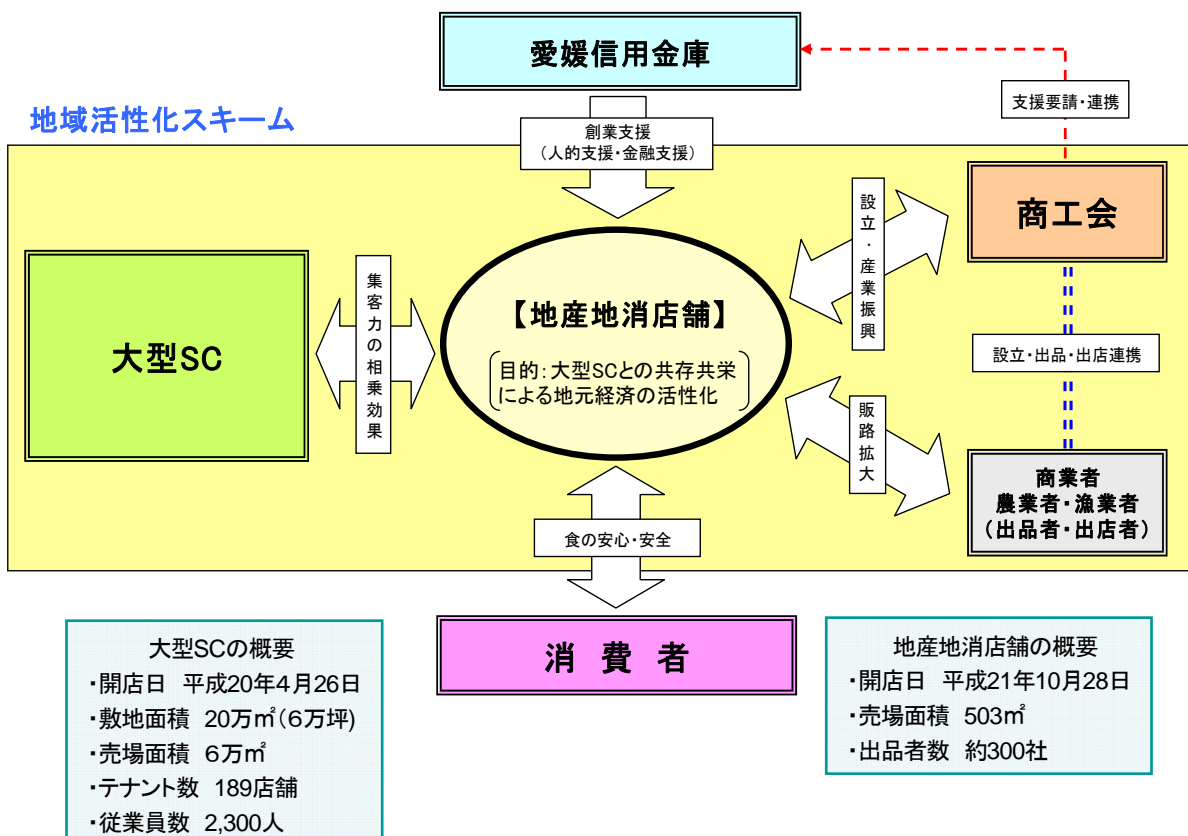 愛媛信用金庫
支援要請・連携
地域活性化スキーム
創業支援
（人的支援・金融支援）
商工会
設立・産業振興
大型SC
集客力の相乗効果
【地産地消店舗】
目的：大型SCとの共存共栄
による地元経済の活性化
設立・出品・出店連携
販路拡大
商業者
農業者・漁業者
（出品者・出店者）
食の安心・安全
消費者
大型SCの概要
・開店日　平成20年4月26日
・敷地面積　20万㎡（６万坪)
・売場面積　６万㎡
・テナント数　189店舗
・従業員数　2,300人
地産地消店舗の概要
・開店日　平成21年10月28日
・売場面積　503㎡
・出品者数　約300社